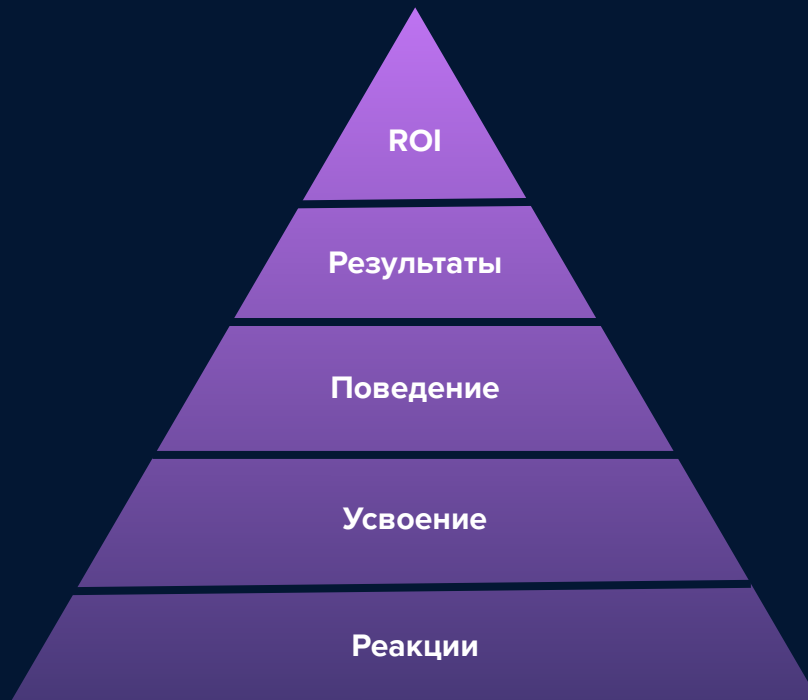 ROI
Результаты
Поведение
Усвоение
Реакции